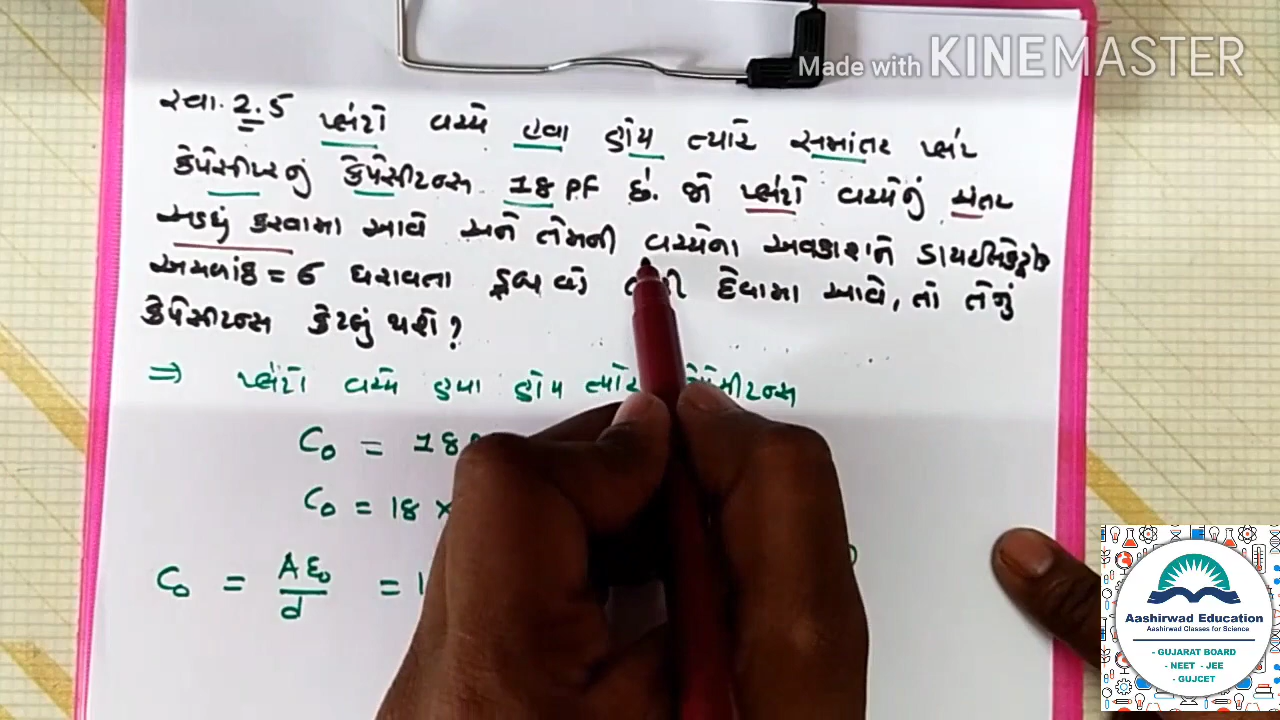 Made with KINEMASTER
સ્વા. 2.5 પ્લેટો વચ્ચે હવા હોય ત્યારે સમાંતર પ્લેટ
કેપેસીટરનું કેપેસીટન્સ 18 PF છે. જો પ્લેટો વચ્ચેનું અંતર
અડધું કરવામા આવે અને તેમની વચ્ચેના અવકાશને ડાયઈલેક્ટ્રીક
અચળાંક = 6 ધરાવતા દ્રવ્ય વડે દેવામા આવે, તો તેનું
કેપેસીટન્સ કેટલું થશે?
⇒ પ્લેટો વચ્ચે હવા હોય ત્યારે કેપેસીટન્સ
C₀ = 18
C₀ = 18 ×
C₀ = Aε₀/d = 1
Aashirwad Education
Aashirwad Classes for Science
- GUJARAT BOARD
- NEET - JEE
- GUJCET